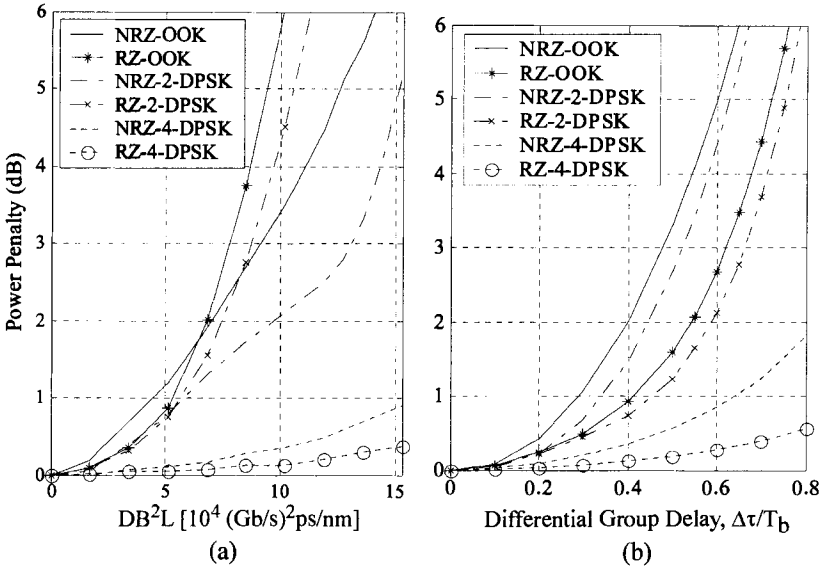 6
5
4
3
2
1
0
Power Penalty (dB)
NRZ-OOK
RZ-OOK
NRZ-2-DPSK
RZ-2-DPSK
NRZ-4-DPSK
RZ-4-DPSK
0
5
10
15
DB²L [10⁴ (Gb/s)²ps/nm]
(a)
6
5
4
3
2
1
0
NRZ-OOK
RZ-OOK
NRZ-2-DPSK
RZ-2-DPSK
NRZ-4-DPSK
RZ-4-DPSK
0
0.2
0.4
0.6
0.8
Differential Group Delay, Δτ/T_b
(b)